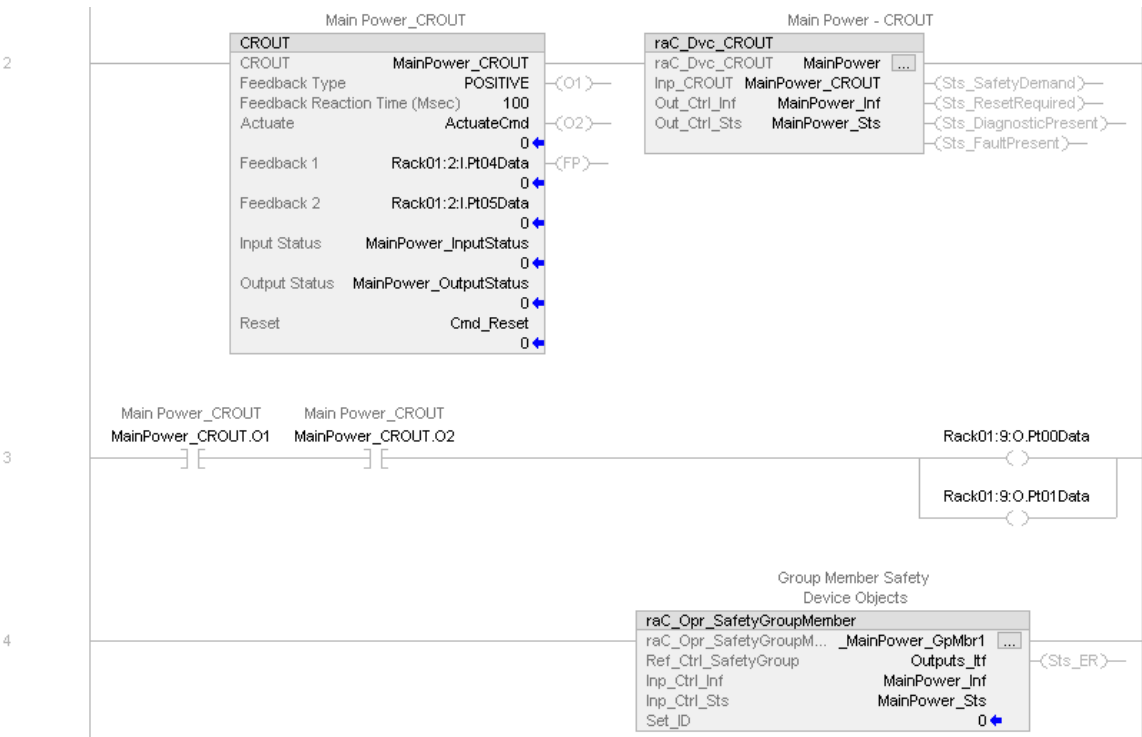 Main Power_CROUT
Main Power - CROUT
2
CROUT
CROUT MainPower_CROUT
Feedback Type POSITIVE (O1)
Feedback Reaction Time (Msec) 100
Actuate ActuateCmd (O2)
0
Feedback 1 Rack01:2:I.Pt04Data (FP)
0
Feedback 2 Rack01:2:I.Pt05Data
0
Input Status MainPower_InputStatus
0
Output Status MainPower_OutputStatus
0
Reset Cmd_Reset
0
raC_Dvc_CROUT
raC_Dvc_CROUT MainPower ...
Inp_CROUT MainPower_CROUT (Sts_SafetyDemand)
Out_Ctrl_Inf MainPower_Inf (Sts_ResetRequired)
Out_Ctrl_Sts MainPower_Sts (Sts_DiagnosticPresent)
(Sts_FaultPresent)
Main Power_CROUT Main Power_CROUT
MainPower_CROUT.O1 MainPower_CROUT.O2 Rack01:9:O.Pt00Data
3
Rack01:9:O.Pt01Data
Group Member Safety
Device Objects
4
raC_Opr_SafetyGroupMember
raC_Opr_SafetyGroupM... _MainPower_GpMbr1 ...
Ref_Ctrl_SafetyGroup Outputs_Itf (Sts_ER)
Inp_Ctrl_Inf MainPower_Inf
Inp_Ctrl_Sts MainPower_Sts
Set_ID 0